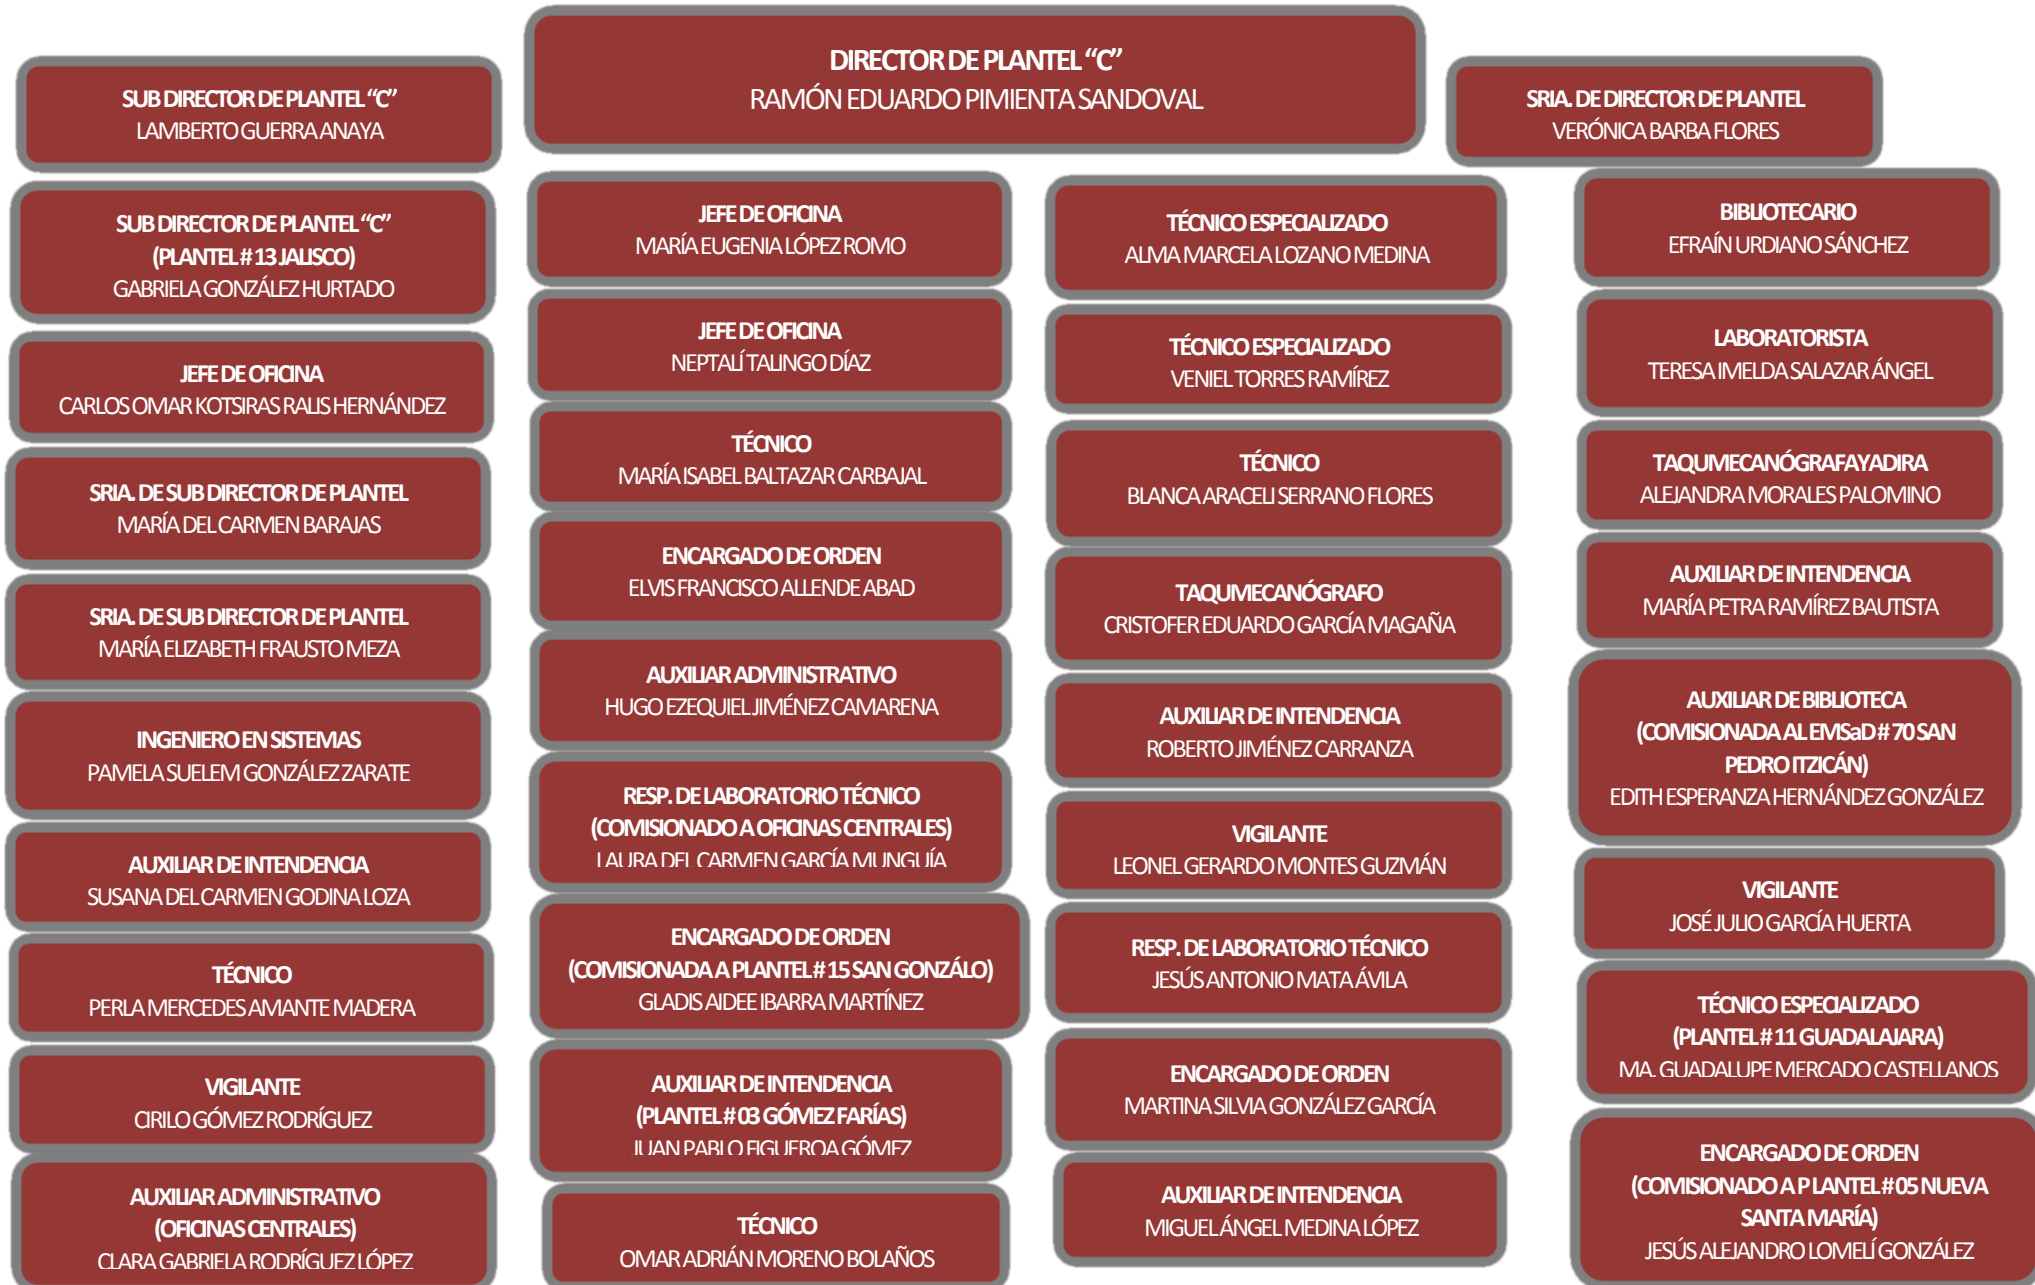 DIRECTOR DE PLANTEL “C”
RAMÓN EDUARDO PIMIENTA SANDOVAL
SUB DIRECTOR DE PLANTEL “C”
LAMBERTO GUERRA ANAYA
SRIA. DE DIRECTOR DE PLANTEL
VERÓNICA BARBA FLORES
SUB DIRECTOR DE PLANTEL “C”
(PLANTEL # 13 JALISCO)
GABRIELA GONZÁLEZ HURTADO
JEFE DE OFICINA
CARLOS OMAR KOTSIRAS RALIS HERNÁNDEZ
SRIA. DE SUB DIRECTOR DE PLANTEL
MARÍA DEL CARMEN BARAJAS
SRIA. DE SUB DIRECTOR DE PLANTEL
MARÍA ELIZABETH FRAUSTO MEZA
INGENIERO EN SISTEMAS
PAMELA SUELEM GONZÁLEZ ZARATE
AUXILIAR DE INTENDENCIA
SUSANA DEL CARMEN GODINA LOZA
TÉCNICO
PERLA MERCEDES AMANTE MADERA
VIGILANTE
CIRILO GÓMEZ RODRÍGUEZ
AUXILIAR ADMINISTRATIVO
(OFICINAS CENTRALES)
CLARA GABRIELA RODRÍGUEZ LÓPEZ
JEFE DE OFICINA
MARÍA EUGENIA LÓPEZ ROMO
JEFE DE OFICINA
NEPTALÍ TALINGO DÍAZ
TÉCNICO
MARÍA ISABEL BALTAZAR CARBAJAL
ENCARGADO DE ORDEN
ELVIS FRANCISCO ALLENDE ABAD
AUXILIAR ADMINISTRATIVO
HUGO EZEQUIEL JIMÉNEZ CAMARENA
RESP. DE LABORATORIO TÉCNICO
(COMISIONADO A OFICINAS CENTRALES)
LAURA DEL CARMEN GARCÍA MUNGUÍA
ENCARGADO DE ORDEN
(COMISIONADA A PLANTEL # 15 SAN GONZÁLO)
GLADIS AIDEE IBARRA MARTÍNEZ
AUXILIAR DE INTENDENCIA
(PLANTEL # 03 GÓMEZ FARÍAS)
JUAN PABLO FIGUEROA GÓMEZ
TÉCNICO
OMAR ADRIÁN MORENO BOLAÑOS
TÉCNICO ESPECIALIZADO
ALMA MARCELA LOZANO MEDINA
TÉCNICO ESPECIALIZADO
VENIEL TORRES RAMÍREZ
TÉCNICO
BLANCA ARACELI SERRANO FLORES
TAQUIMECANÓGRAFO
CRISTOFER EDUARDO GARCÍA MAGAÑA
AUXILIAR DE INTENDENCIA
ROBERTO JIMÉNEZ CARRANZA
VIGILANTE
LEONEL GERARDO MONTES GUZMÁN
RESP. DE LABORATORIO TÉCNICO
JESÚS ANTONIO MATA ÁVILA
ENCARGADO DE ORDEN
MARTINA SILVIA GONZÁLEZ GARCÍA
AUXILIAR DE INTENDENCIA
MIGUEL ÁNGEL MEDINA LÓPEZ
BIBLIOTECARIO
EFRAÍN URDIANO SÁNCHEZ
LABORATORISTA
TERESA IMELDA SALAZAR ÁNGEL
TAQUIMECANÓGRAFAYADIRA
ALEJANDRA MORALES PALOMINO
AUXILIAR DE INTENDENCIA
MARÍA PETRA RAMÍREZ BAUTISTA
AUXILIAR DE BIBLIOTECA
(COMISIONADA AL EMSaD # 70 SAN
PEDRO ITZICÁN)
EDITH ESPERANZA HERNÁNDEZ GONZÁLEZ
VIGILANTE
JOSÉ JULIO GARCÍA HUERTA
TÉCNICO ESPECIALIZADO
(PLANTEL # 11 GUADALAJARA)
MA. GUADALUPE MERCADO CASTELLANOS
ENCARGADO DE ORDEN
(COMISIONADO A P LANTEL # 05 NUEVA
SANTA MARÍA)
JESÚS ALEJANDRO LOMELÍ GONZÁLEZ